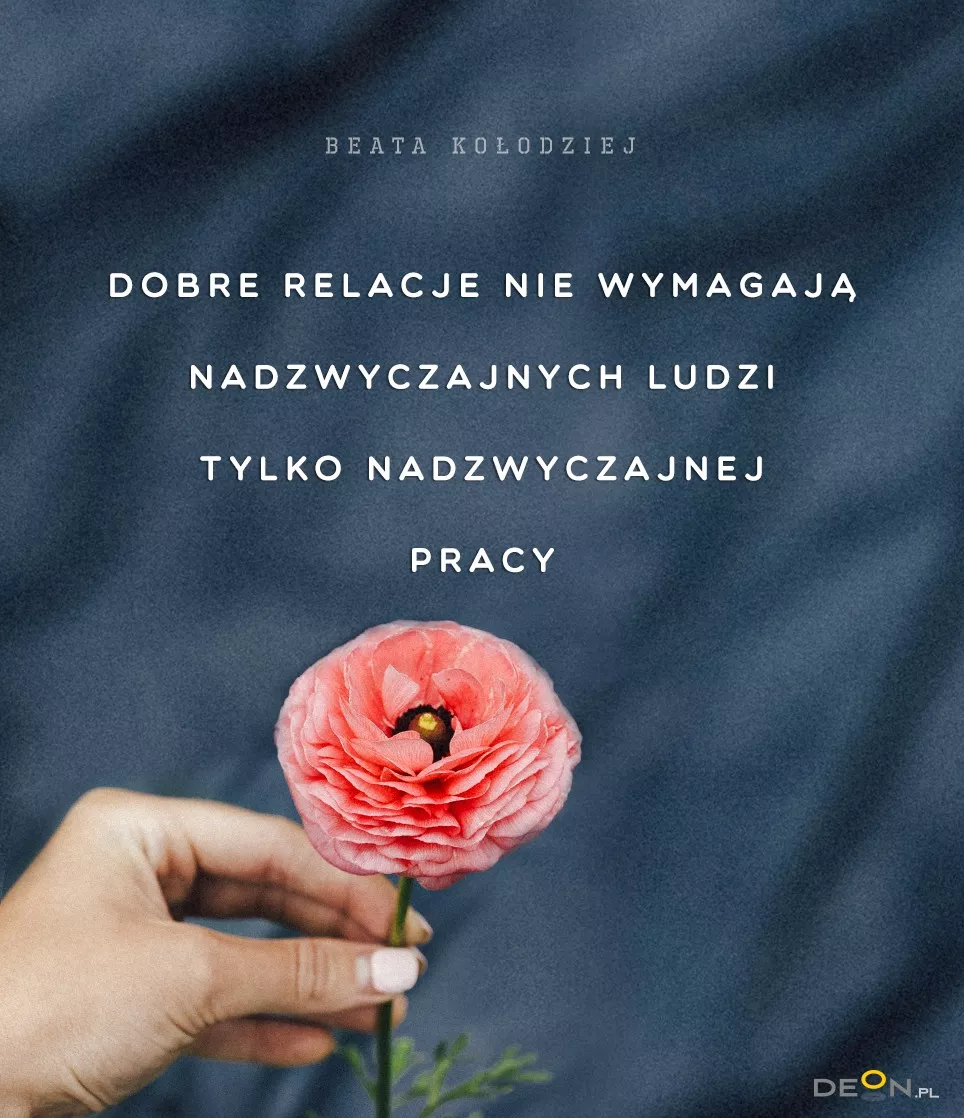 BEATA KOŁODZIEJ
DOBRE RELACJE NIE WYMAGAJĄ
NADZWYCZAJNYCH LUDZI
TYLKO NADZWYCZAJNEJ
PRACY
DEON.PL